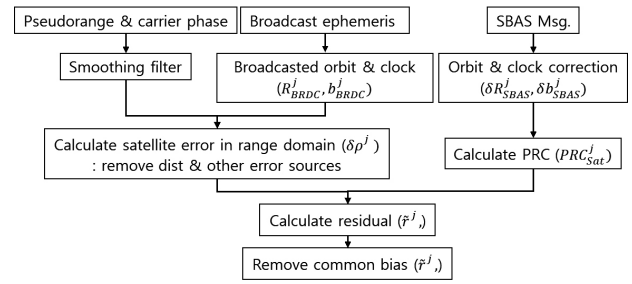 Pseudorange & carrier phase
Broadcast ephemeris
SBAS Msg.
Smoothing filter
Broadcasted orbit & clock
(R^j_BRDC, b^j_BRDC)
Orbit & clock correction
(δR^j_SBAS, δb^j_SBAS)
Calculate satellite error in range domain (δρ^j )
: remove dist & other error sources
Calculate PRC (PRC^j_Sat)
Calculate residual (r̃^j,)
Remove common bias (r̃^j,)